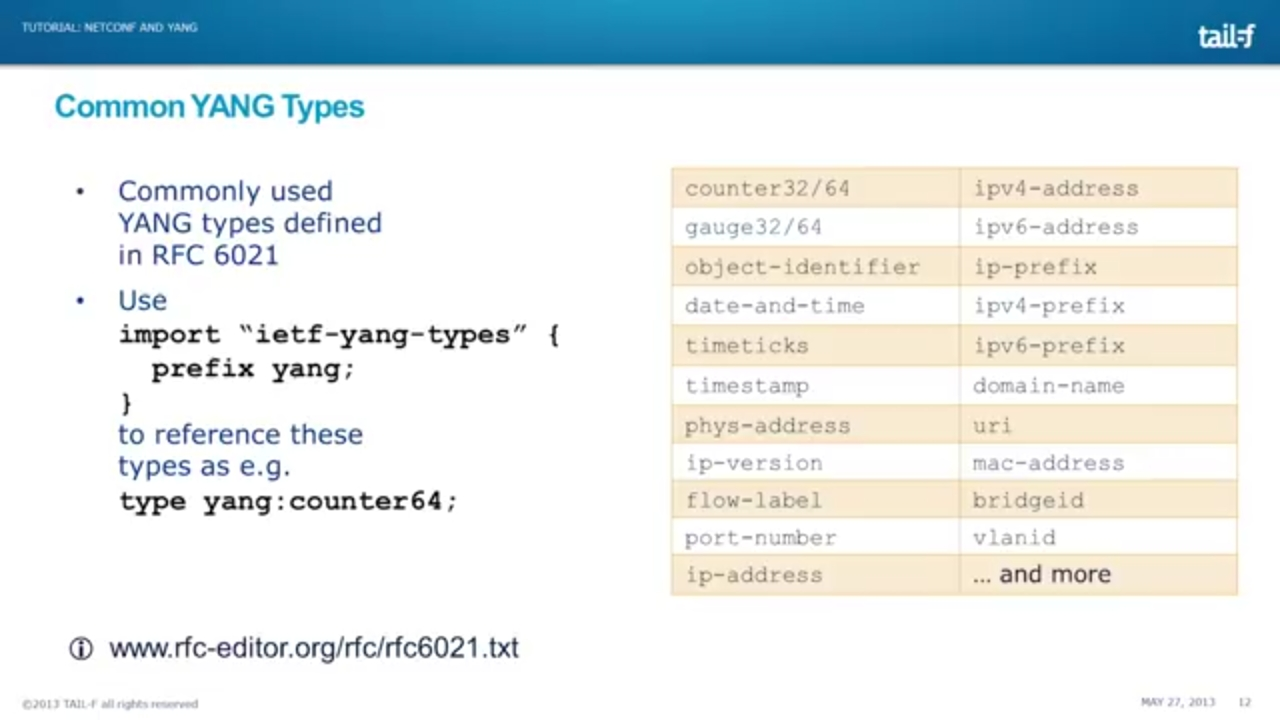 TUTORIAL: NETCONF AND YANG
tail-f
Common YANG Types
• Commonly used
YANG types defined
in RFC 6021
• Use
import “ietf-yang-types” {
prefix yang;
}
to reference these
types as e.g.
type yang:counter64;
counter32/64 ipv4-address
gauge32/64 ipv6-address
object-identifier ip-prefix
date-and-time ipv4-prefix
timeticks ipv6-prefix
timestamp domain-name
phys-address uri
ip-version mac-address
flow-label bridgeid
port-number vlanid
ip-address ... and more
www.rfc-editor.org/rfc/rfc6021.txt
©2013 TAIL-F all rights reserved
MAY 27, 2013 12